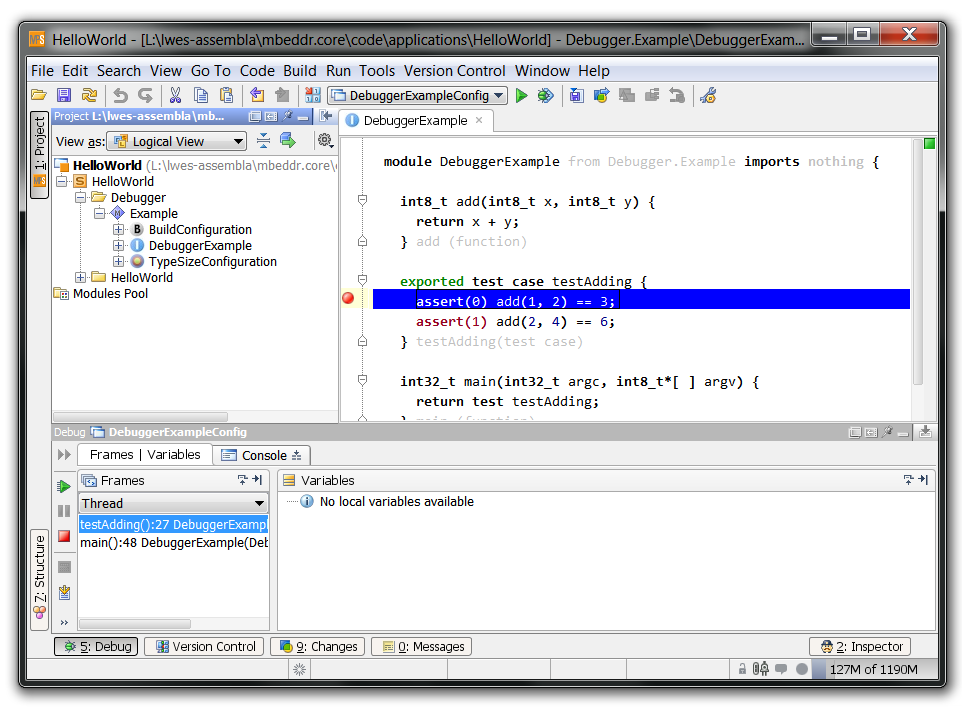 HelloWorld - [L:\lwes-assembla\mbeddr.core\code\applications\HelloWorld] - Debugger.Example\DebuggerExam...
File Edit Search View Go To Code Build Run Tools Version Control Window Help
DebuggerExampleConfig
1: Project
Project L:\lwes-assembla\mb...
View as: Logical View
HelloWorld (L:\lwes-assembla\mbeddr.core\
HelloWorld
Debugger
Example
BuildConfiguration
DebuggerExample
TypeSizeConfiguration
HelloWorld
Modules Pool
DebuggerExample
module DebuggerExample from Debugger.Example imports nothing {
int8_t add(int8_t x, int8_t y) {
return x + y;
} add (function)
exported test case testAdding {
assert(0) add(1, 2) == 3;
assert(1) add(2, 4) == 6;
} testAdding(test case)
int32_t main(int32_t argc, int8_t*[ ] argv) {
return test testAdding;
} main (function)
Debug DebuggerExampleConfig
Frames | Variables Console
Z: Structure
Frames
Thread
testAdding():27 DebuggerExampl
main():48 DebuggerExample(Deb
Variables
No local variables available
5: Debug Version Control 9: Changes 0: Messages 2: Inspector
127M of 1190M